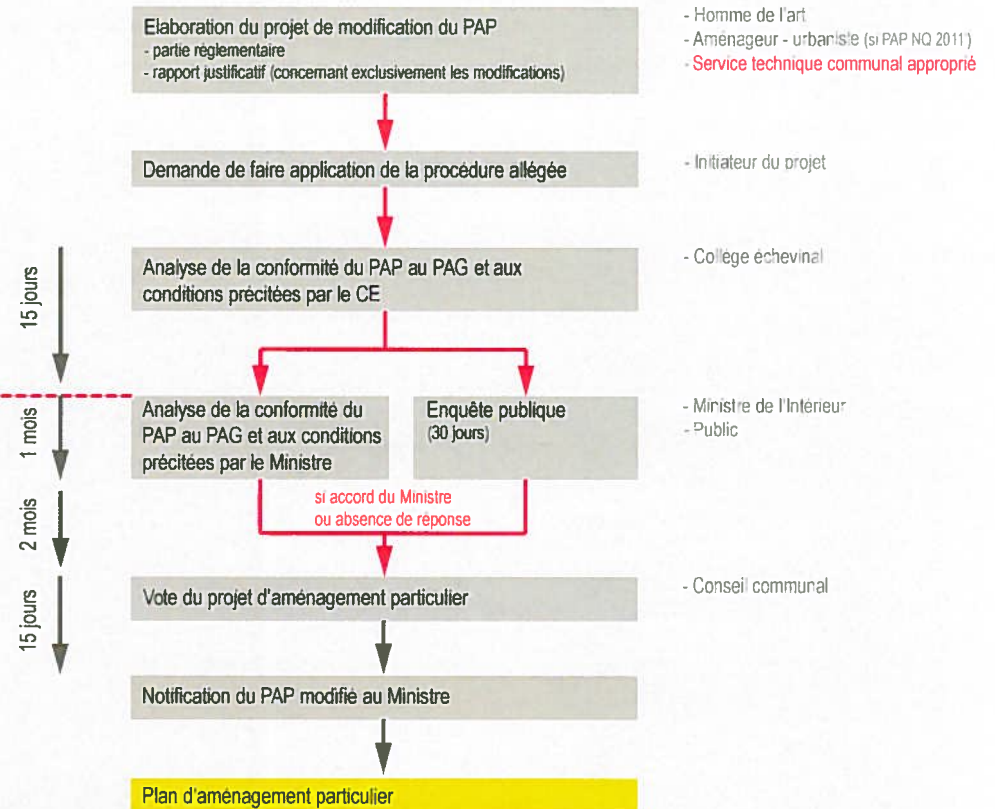 Elaboration du projet de modification du PAP
- partie réglementaire
- rapport justificatif (concernant exclusivement les modifications)
- Homme de l'art
- Aménageur - urbaniste (si PAP NQ 2011')
- Service technique communal approprié
Demande de faire application de la procédure allégée
- Initiateur du projet
15 jours
Analyse de la conformité du PAP au PAG et aux
conditions précitées par le CE
- Collège échevinal
1 mois
Analyse de la conformité du
PAP au PAG et aux conditions
précitées par le Ministre
Enquête publique
(30 jours)
- Ministre de l'Intérieur
- Public
2 mois
si accord du Ministre
ou absence de réponse
15 jours
Vote du projet d'aménagement particulier
- Conseil communal
Notification du PAP modifié au Ministre
Plan d'aménagement particulier